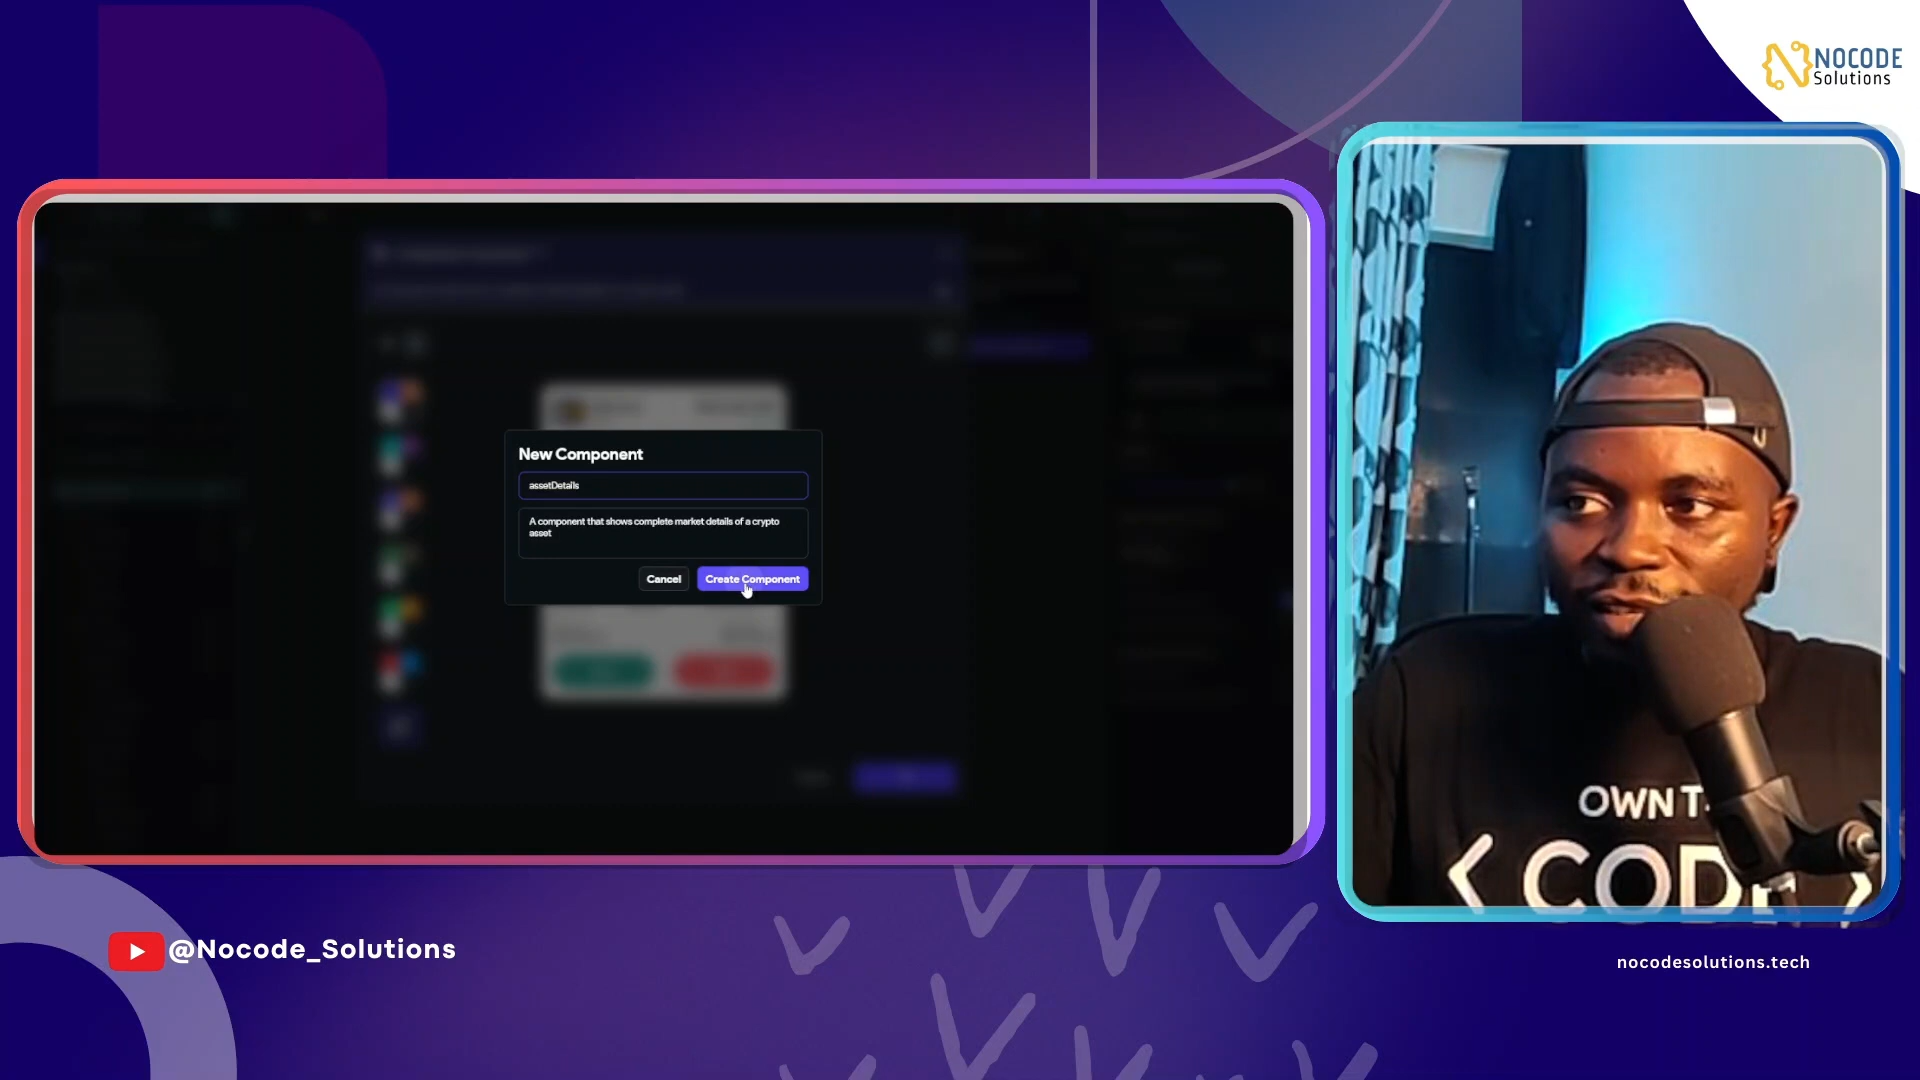 NOCODE
Solutions
New Component
assetDetails
A component that shows complete market details of a crypto
asset
Cancel
Create Component
OWN
< CODE >
@Nocode_Solutions
nocodesolutions.tech